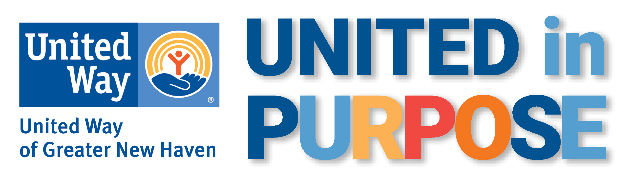 United
Way
®
United Way
of Greater New Haven
UNITED in
PURPOSE